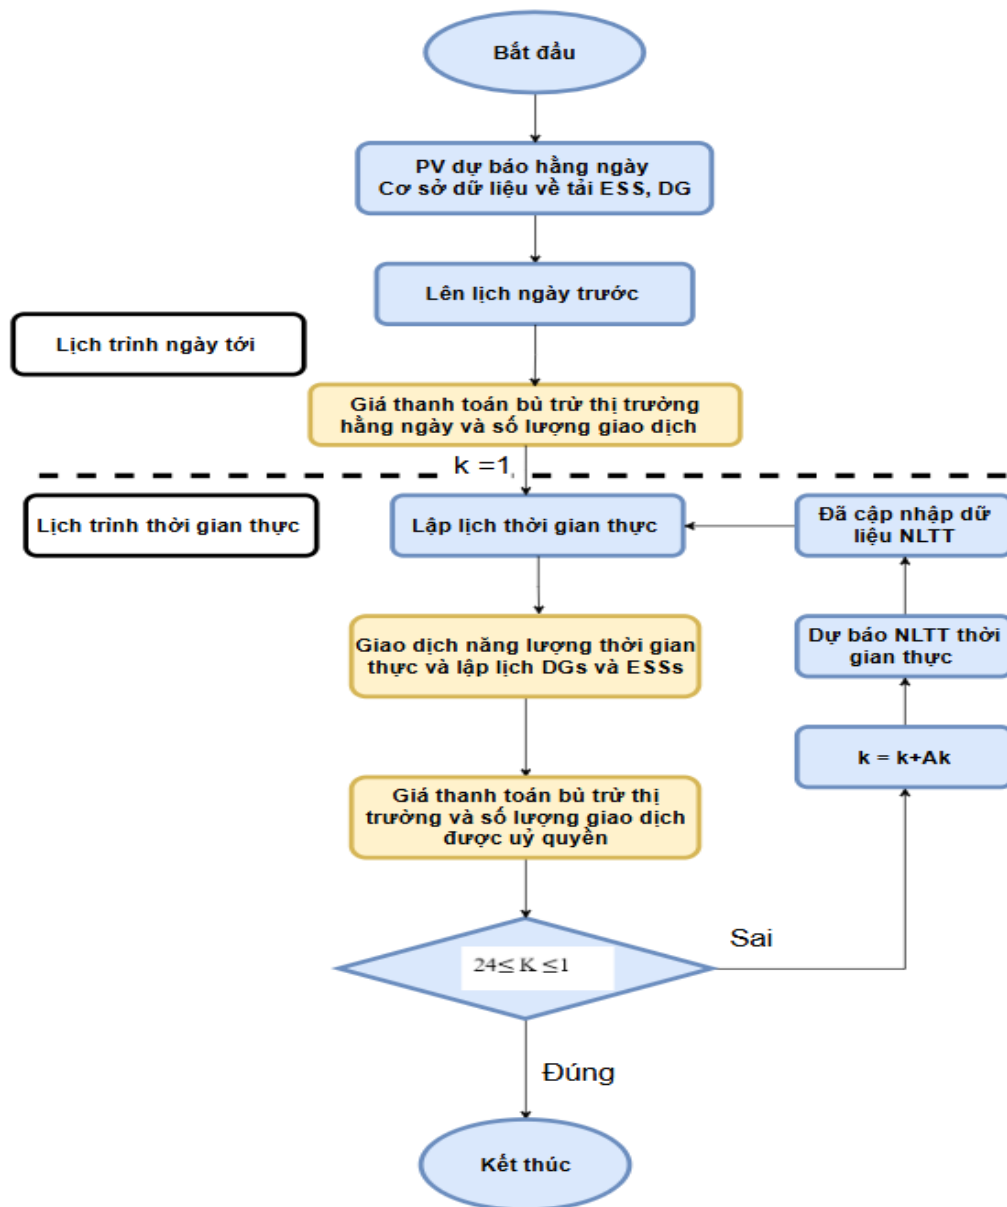 Bắt đầu
PV dự báo hằng ngày
Cơ sở dữ liệu về tải ESS, DG
Lên lịch ngày trước
Lịch trình ngày tới
Giá thanh toán bù trừ thị trường
hằng ngày và số lượng giao dịch
k =1
Lịch trình thời gian thực
Lập lịch thời gian thực
Đã cập nhập dữ
liệu NLTT
Giao dịch năng lượng thời gian
thực và lập lịch DGs và ESSs
Dự báo NLTT thời
gian thực
k = k+Ak
Giá thanh toán bù trừ thị
trường và số lượng giao dịch
được uỷ quyền
24≤ K ≤1
Sai
Đúng
Kết thúc